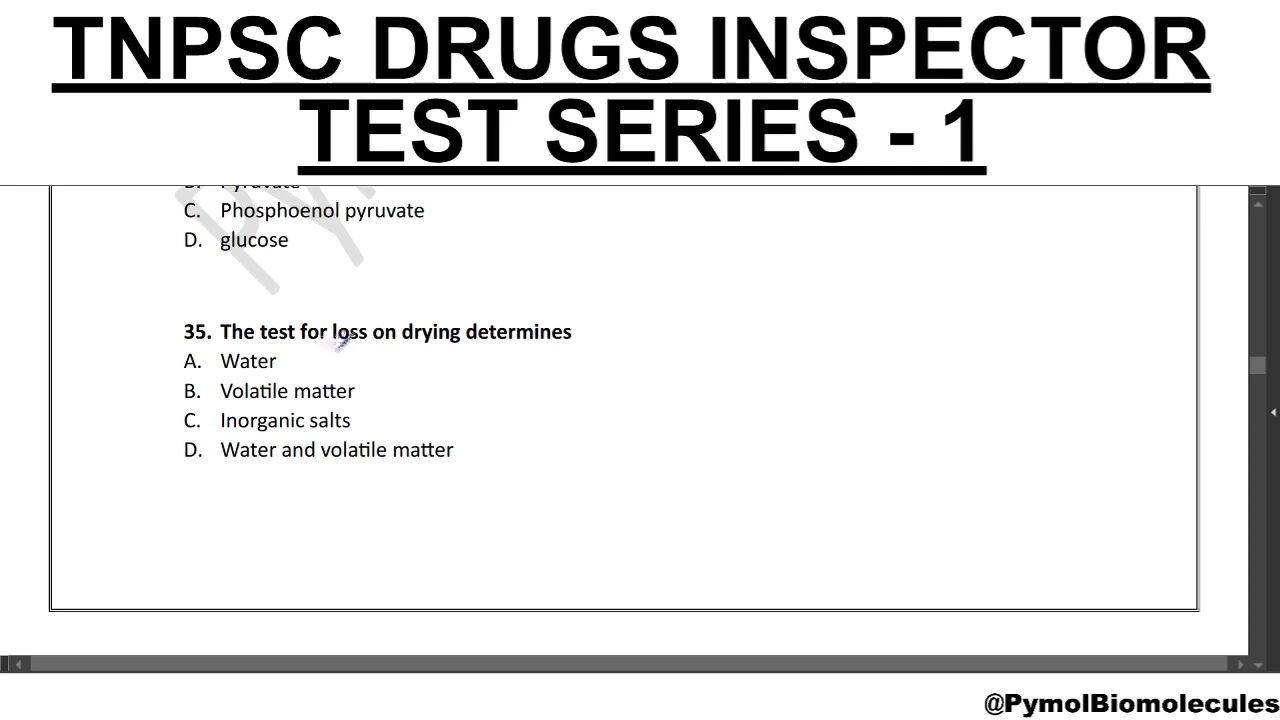 TNPSC DRUGS INSPECTOR
TEST SERIES - 1
B. Pyruvate
C. Phosphoenol pyruvate
D. glucose
35. The test for loss on drying determines
A. Water
B. Volatile matter
C. Inorganic salts
D. Water and volatile matter
@PymolBiomolecules